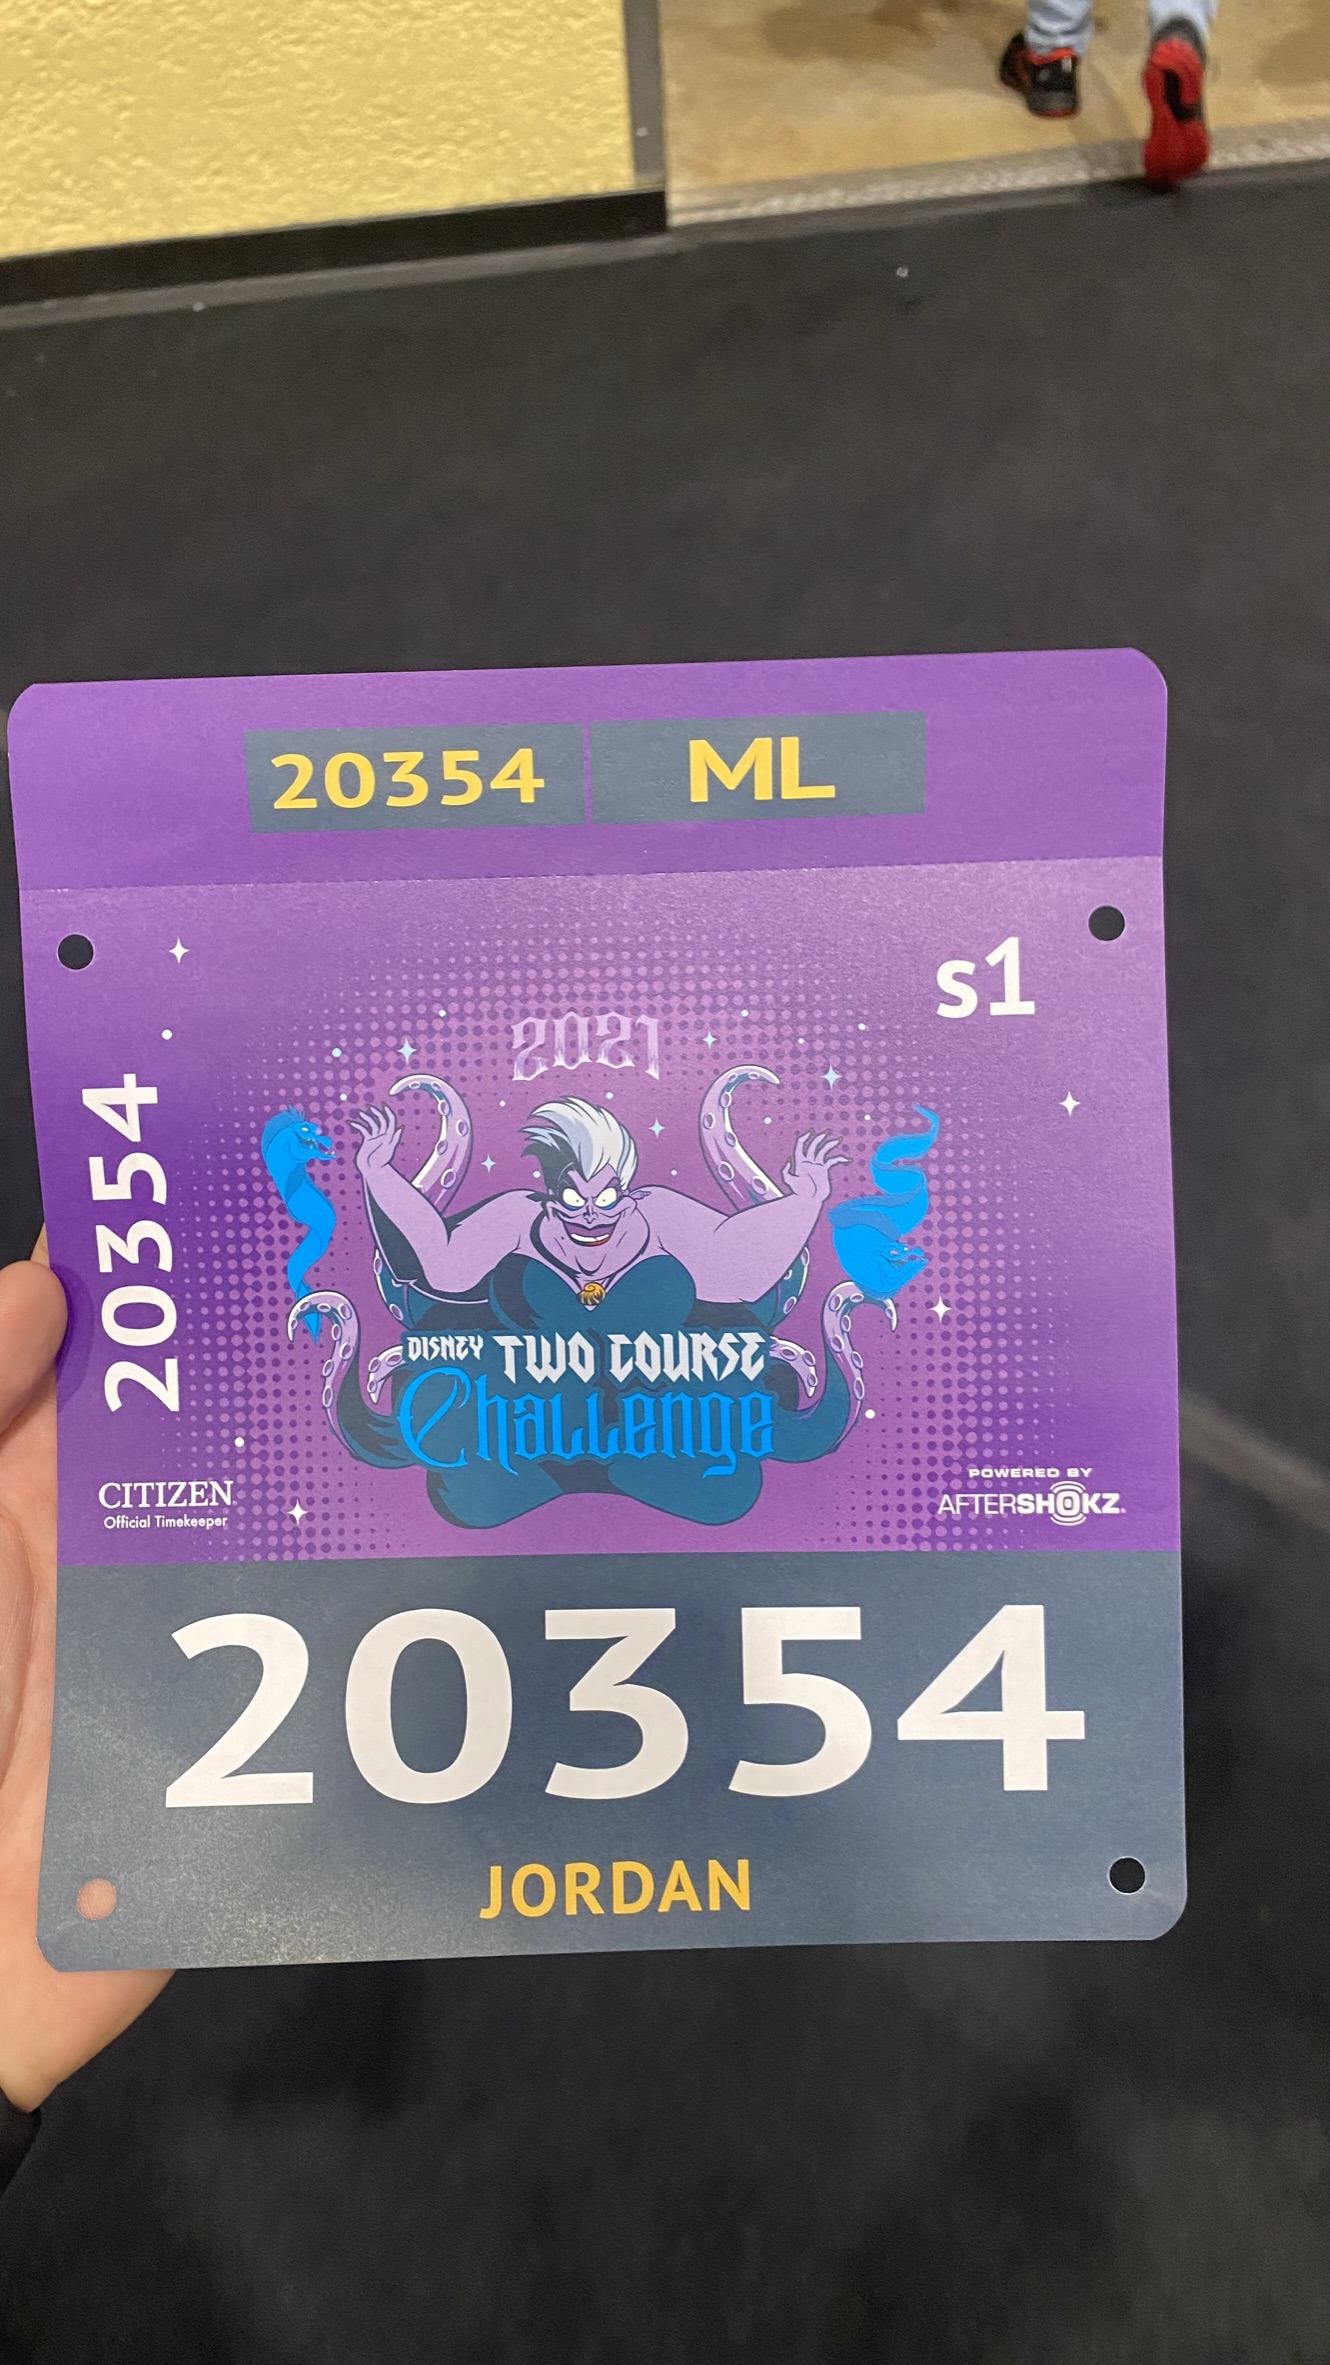 20354 ML
s1
2021
20354
DISNEY TWO COURSE
Challenge
CITIZEN
Official Timekeeper
POWERED BY
AFTERSHOKZ®
20354
JORDAN